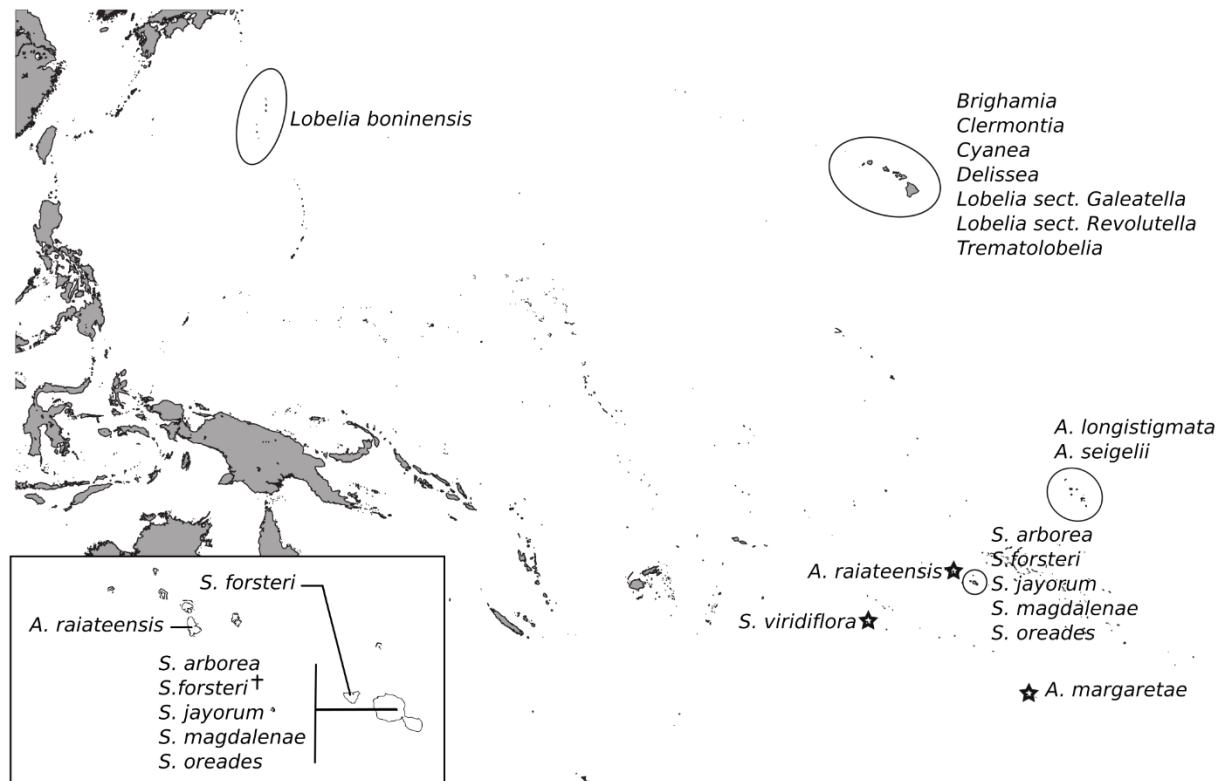 Lobelia boninensis
Brighamia
Clermontia
Cyanea
Delissea
Lobelia sect. Galeatella
Lobelia sect. Revolutella
Trematolobelia
A. longistigmata
A. seigelii
S. arborea
S.forsteri
S. jayorum
S. magdalenae
S. oreades
A. raiateensis
S. viridiflora
A. margaretae
S. forsteri
A. raiateensis
S. arborea
S.forsteri†
S. jayorum
S. magdalenae
S. oreades